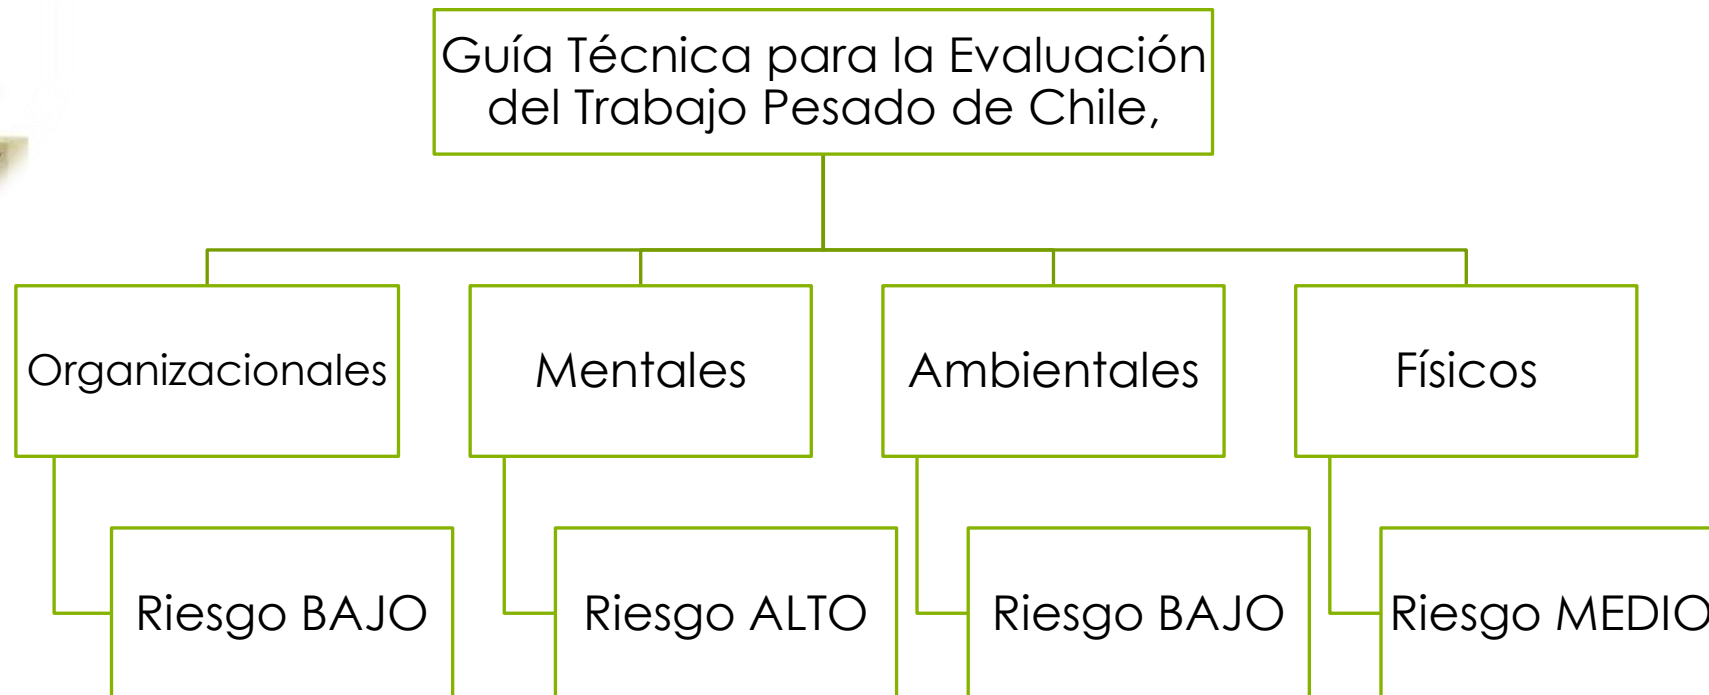 Guía Técnica para la Evaluación
del Trabajo Pesado de Chile,
Organizacionales
Mentales
Ambientales
Físicos
Riesgo BAJO
Riesgo ALTO
Riesgo BAJO
Riesgo MEDIO